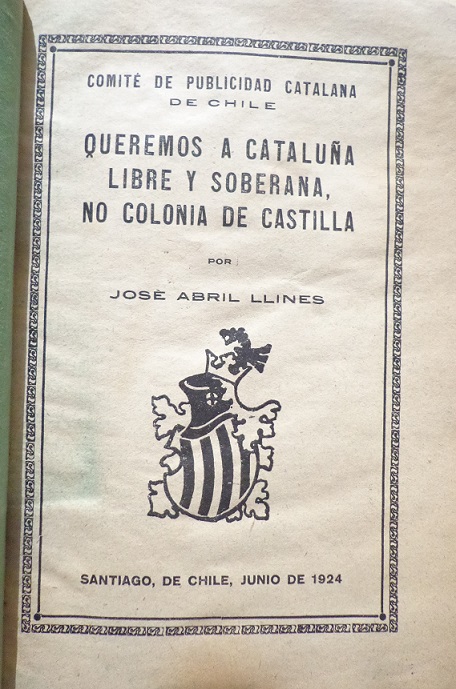 COMITÉ DE PUBLICIDAD CATALANA
DE CHILE
QUEREMOS A CATALUÑA
LIBRE Y SOBERANA,
NO COLONIA DE CASTILLA
POR
JOSÈ ABRIL LLINES
SANTIAGO, DE CHILE, JUNIO DE 1924